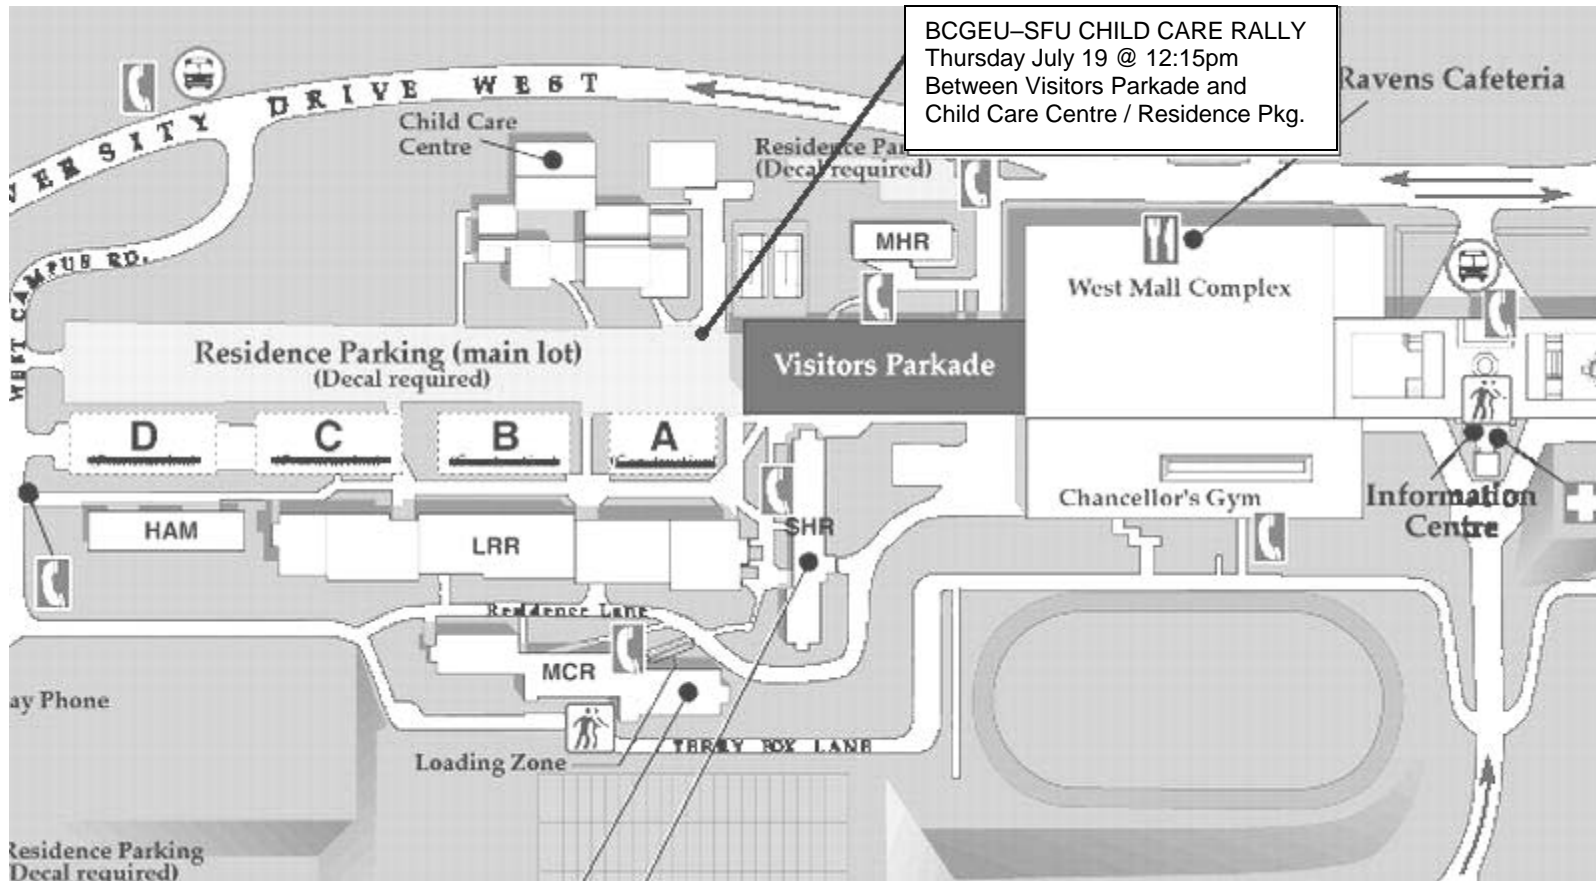 BCGEU–SFU CHILD CARE RALLY
Thursday July 19 @ 12:15pm
Between Visitors Parkade and
Child Care Centre / Residence Pkg.
Ravens Cafeteria
VERSITY DRIVE WEST
Child Care
Centre
Residence Par
(Decal required)
MHR
West Mall Complex
WEST CAMPUS RD.
Residence Parking (main lot)
(Decal required)
Visitors Parkade
D
C
B
A
Chancellor's Gym
Information
Centre
HAM
LRR
SHR
Residence Lane
MCR
ay Phone
Loading Zone
TERRY FOX LANE
Residence Parking
(Decal required)